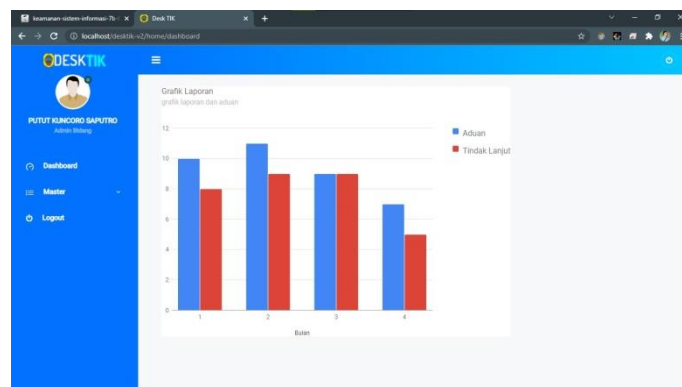 keamanan-sistem-informasi-7b-
Desk TIK
localhost/desktik-v2/home/dashboard
DESKTIK
PUTUT KUNCORO SAPUTRO
Admin Bidang
Dashboard
Master
Logout
Grafik Laporan
grafik laporan dan aduan
12
10
8
6
4
2
0
1 2 3 4
Bulan
Aduan
Tindak Lanjut